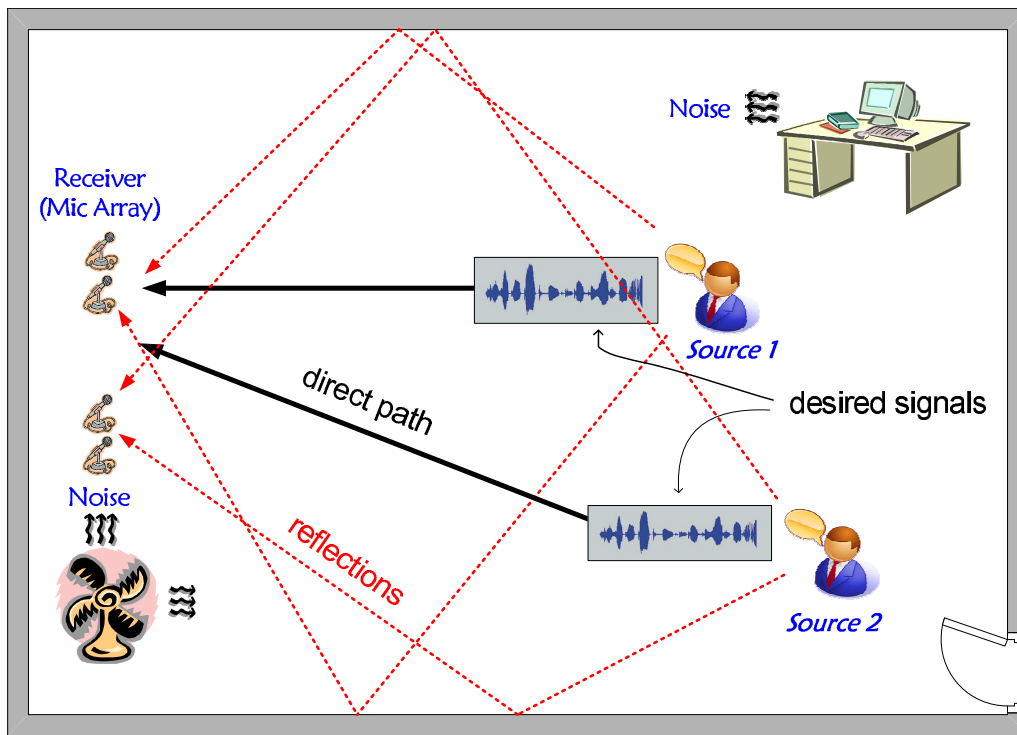 Noise
Receiver
(Mic Array)
Source 1
direct path
desired signals
Noise
reflections
Source 2